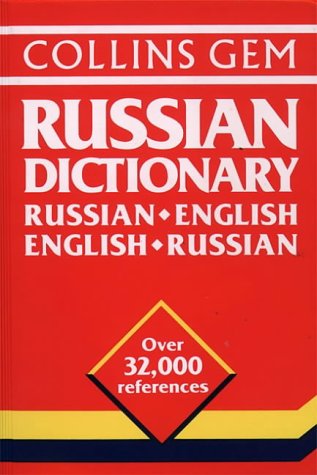 COLLINS GEM
RUSSIAN
DICTIONARY
RUSSIAN◆ENGLISH
ENGLISH◆RUSSIAN
Over
32,000
references